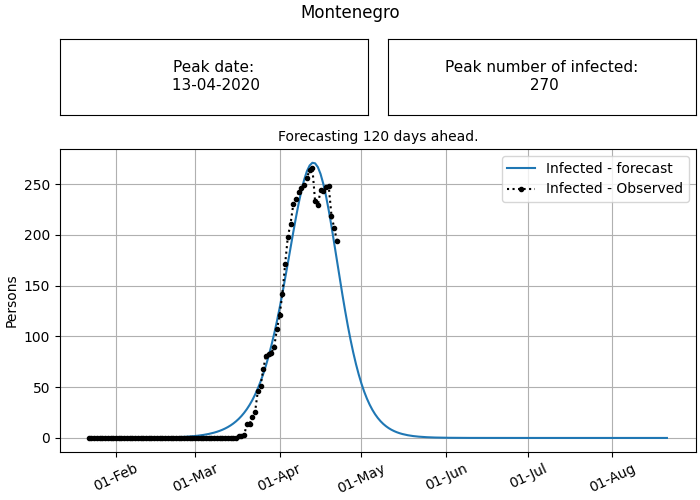 Montenegro
Peak date:
13-04-2020
Peak number of infected:
270
Forecasting 120 days ahead.
Infected - forecast
Infected - Observed
Persons
250
200
150
100
50
0
01-Feb
01-Mar
01-Apr
01-May
01-Jun
01-Jul
01-Aug